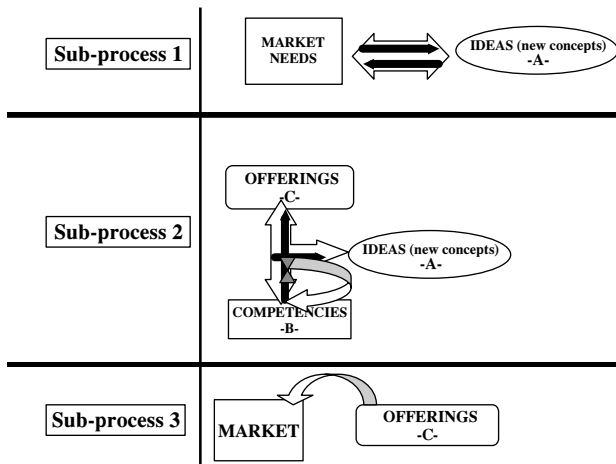 Sub-process 1
MARKET
NEEDS
IDEAS (new concepts)
-A-
Sub-process 2
OFFERINGS
-C-
IDEAS (new concepts)
-A-
COMPETENCIES
-B-
Sub-process 3
MARKET
OFFERINGS
-C-